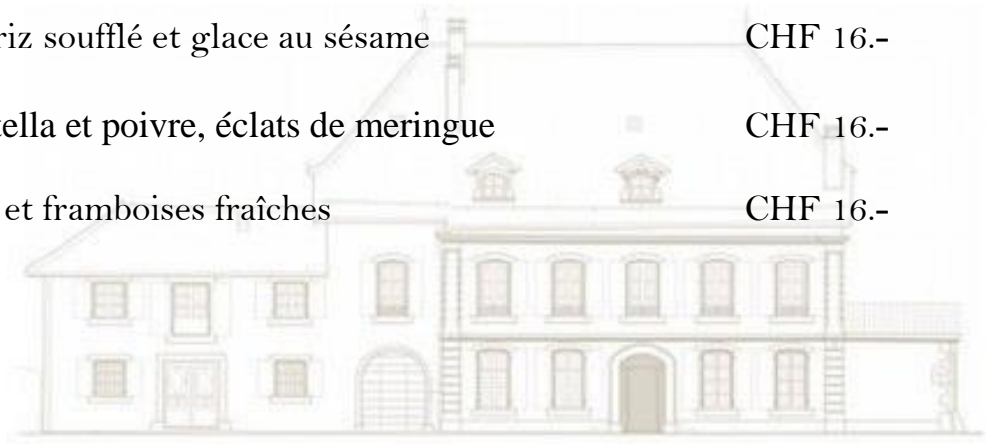 riz soufflé et glace au sésame CHF 16.-
et poivre, éclats de meringue CHF 16.-
et framboises fraîches CHF 16.-